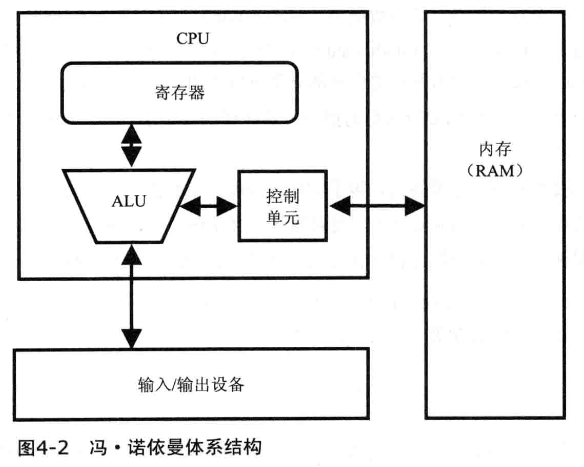 CPU
寄存器
ALU
控制
单元
内存
（RAM）
输入/输出设备
图4-2 冯·诺依曼体系结构